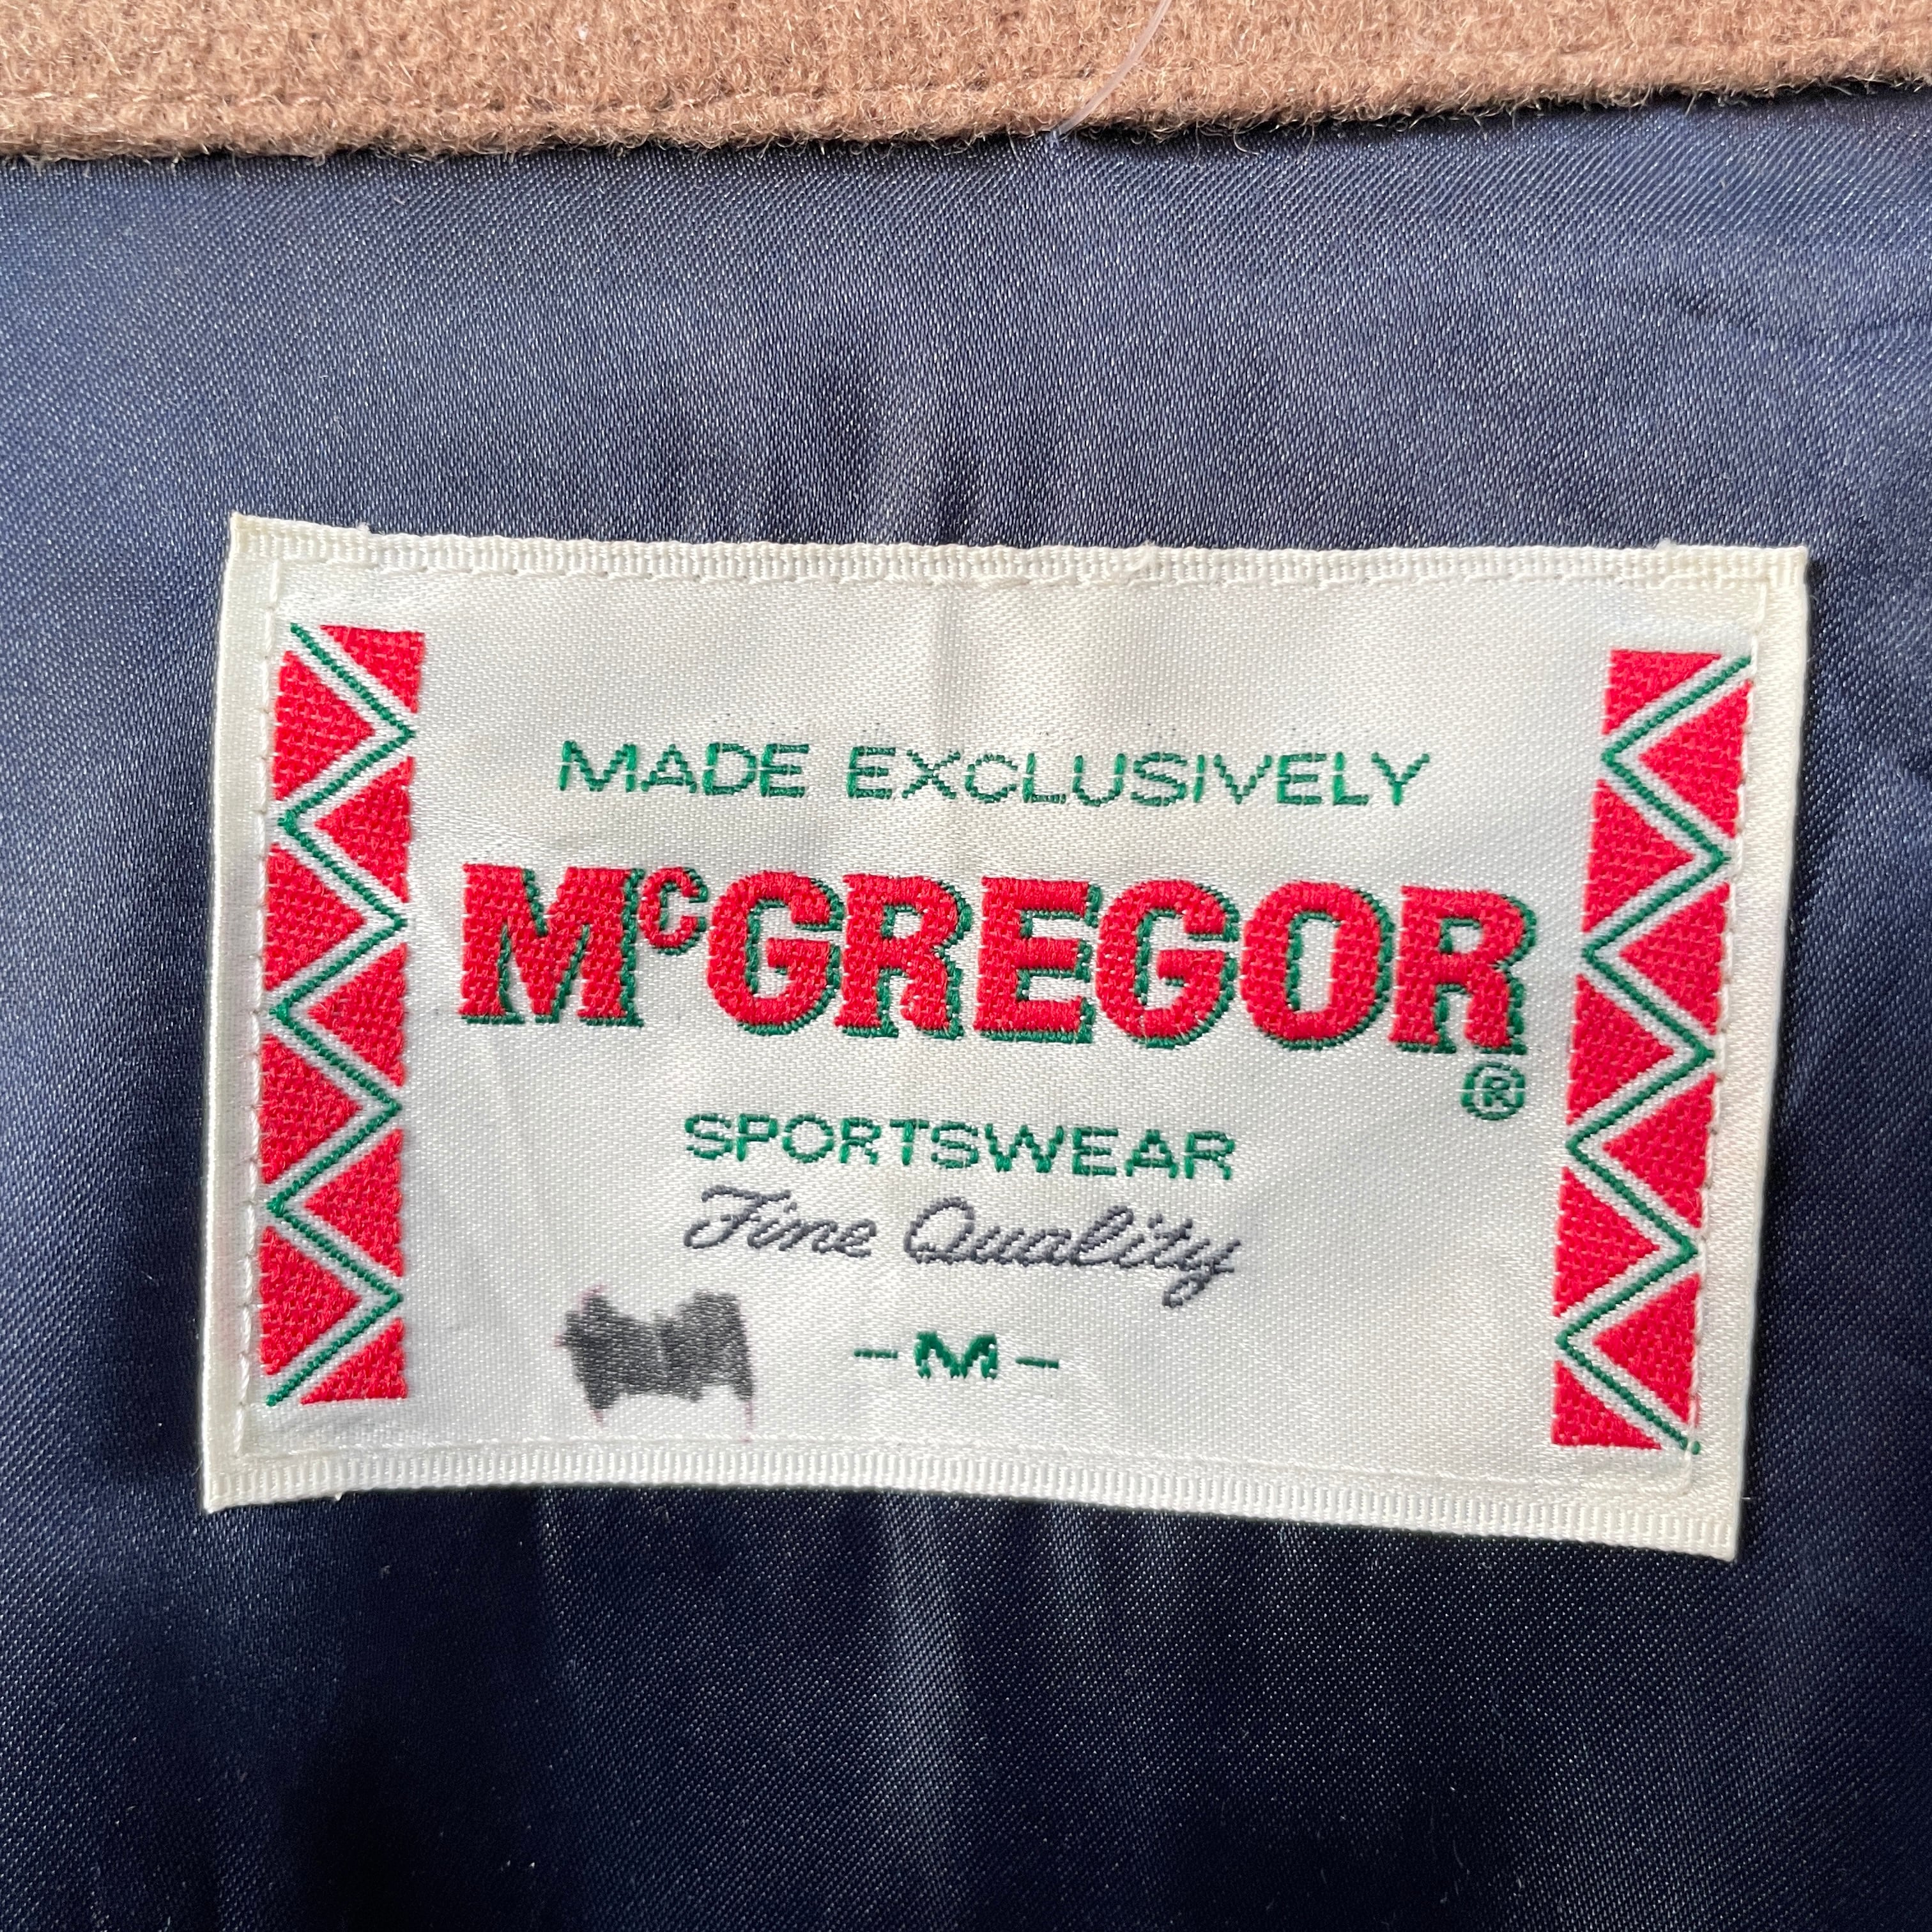 MADE EXCLUSIVELY
McGREGOR
®
SPORTSWEAR
Fine Quality
-M-